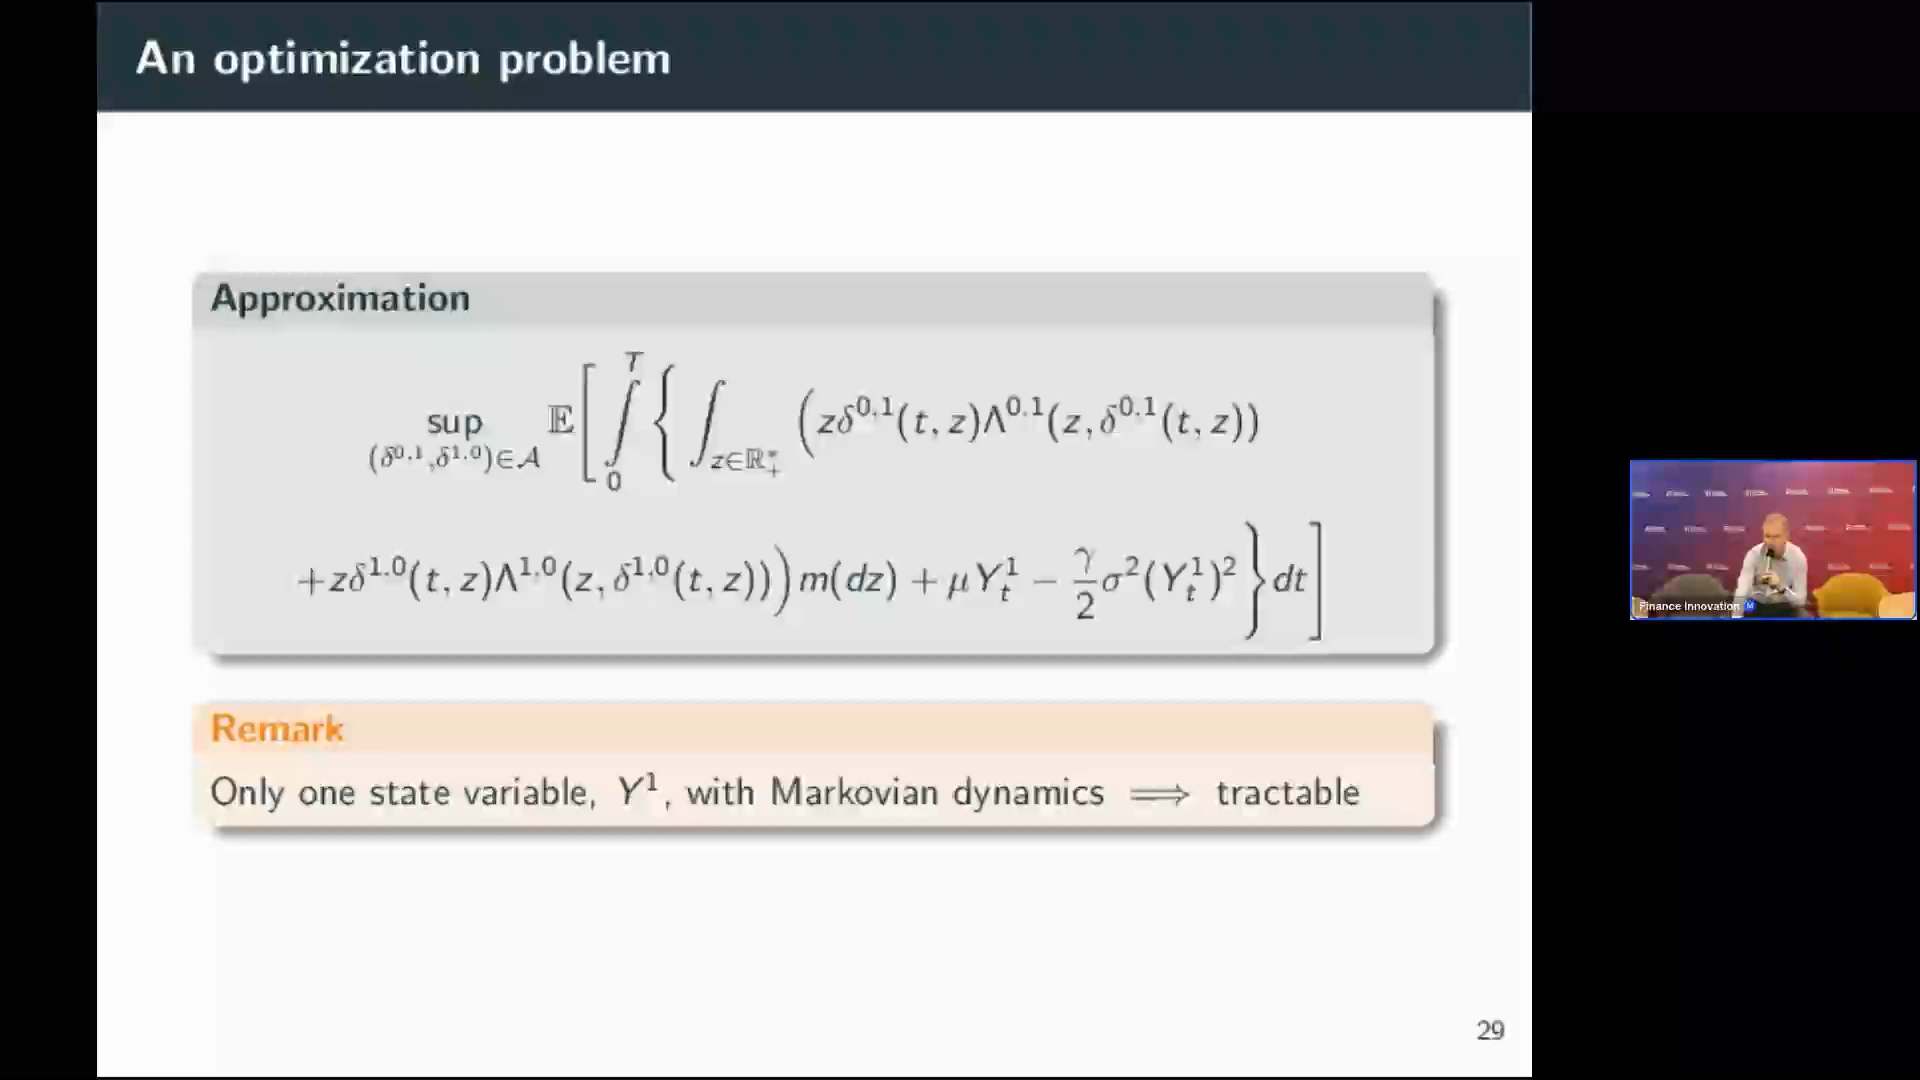 An optimization problem
Approximation
sup_{(δ^{0,1},δ^{1,0})∈𝒜} 𝔼[∫_0^T {∫_{z∈ℝ_+^*} (zδ^{0,1}(t, z)Λ^{0,1}(z, δ^{0,1}(t, z))
+zδ^{1,0}(t, z)Λ^{1,0}(z, δ^{1,0}(t, z)))m(dz) + μY_t^1 − γ/2 σ^2(Y_t^1)^2}dt]
Remark
Only one state variable, Y^1, with Markovian dynamics ⟹ tractable
29
Finance Innovation M